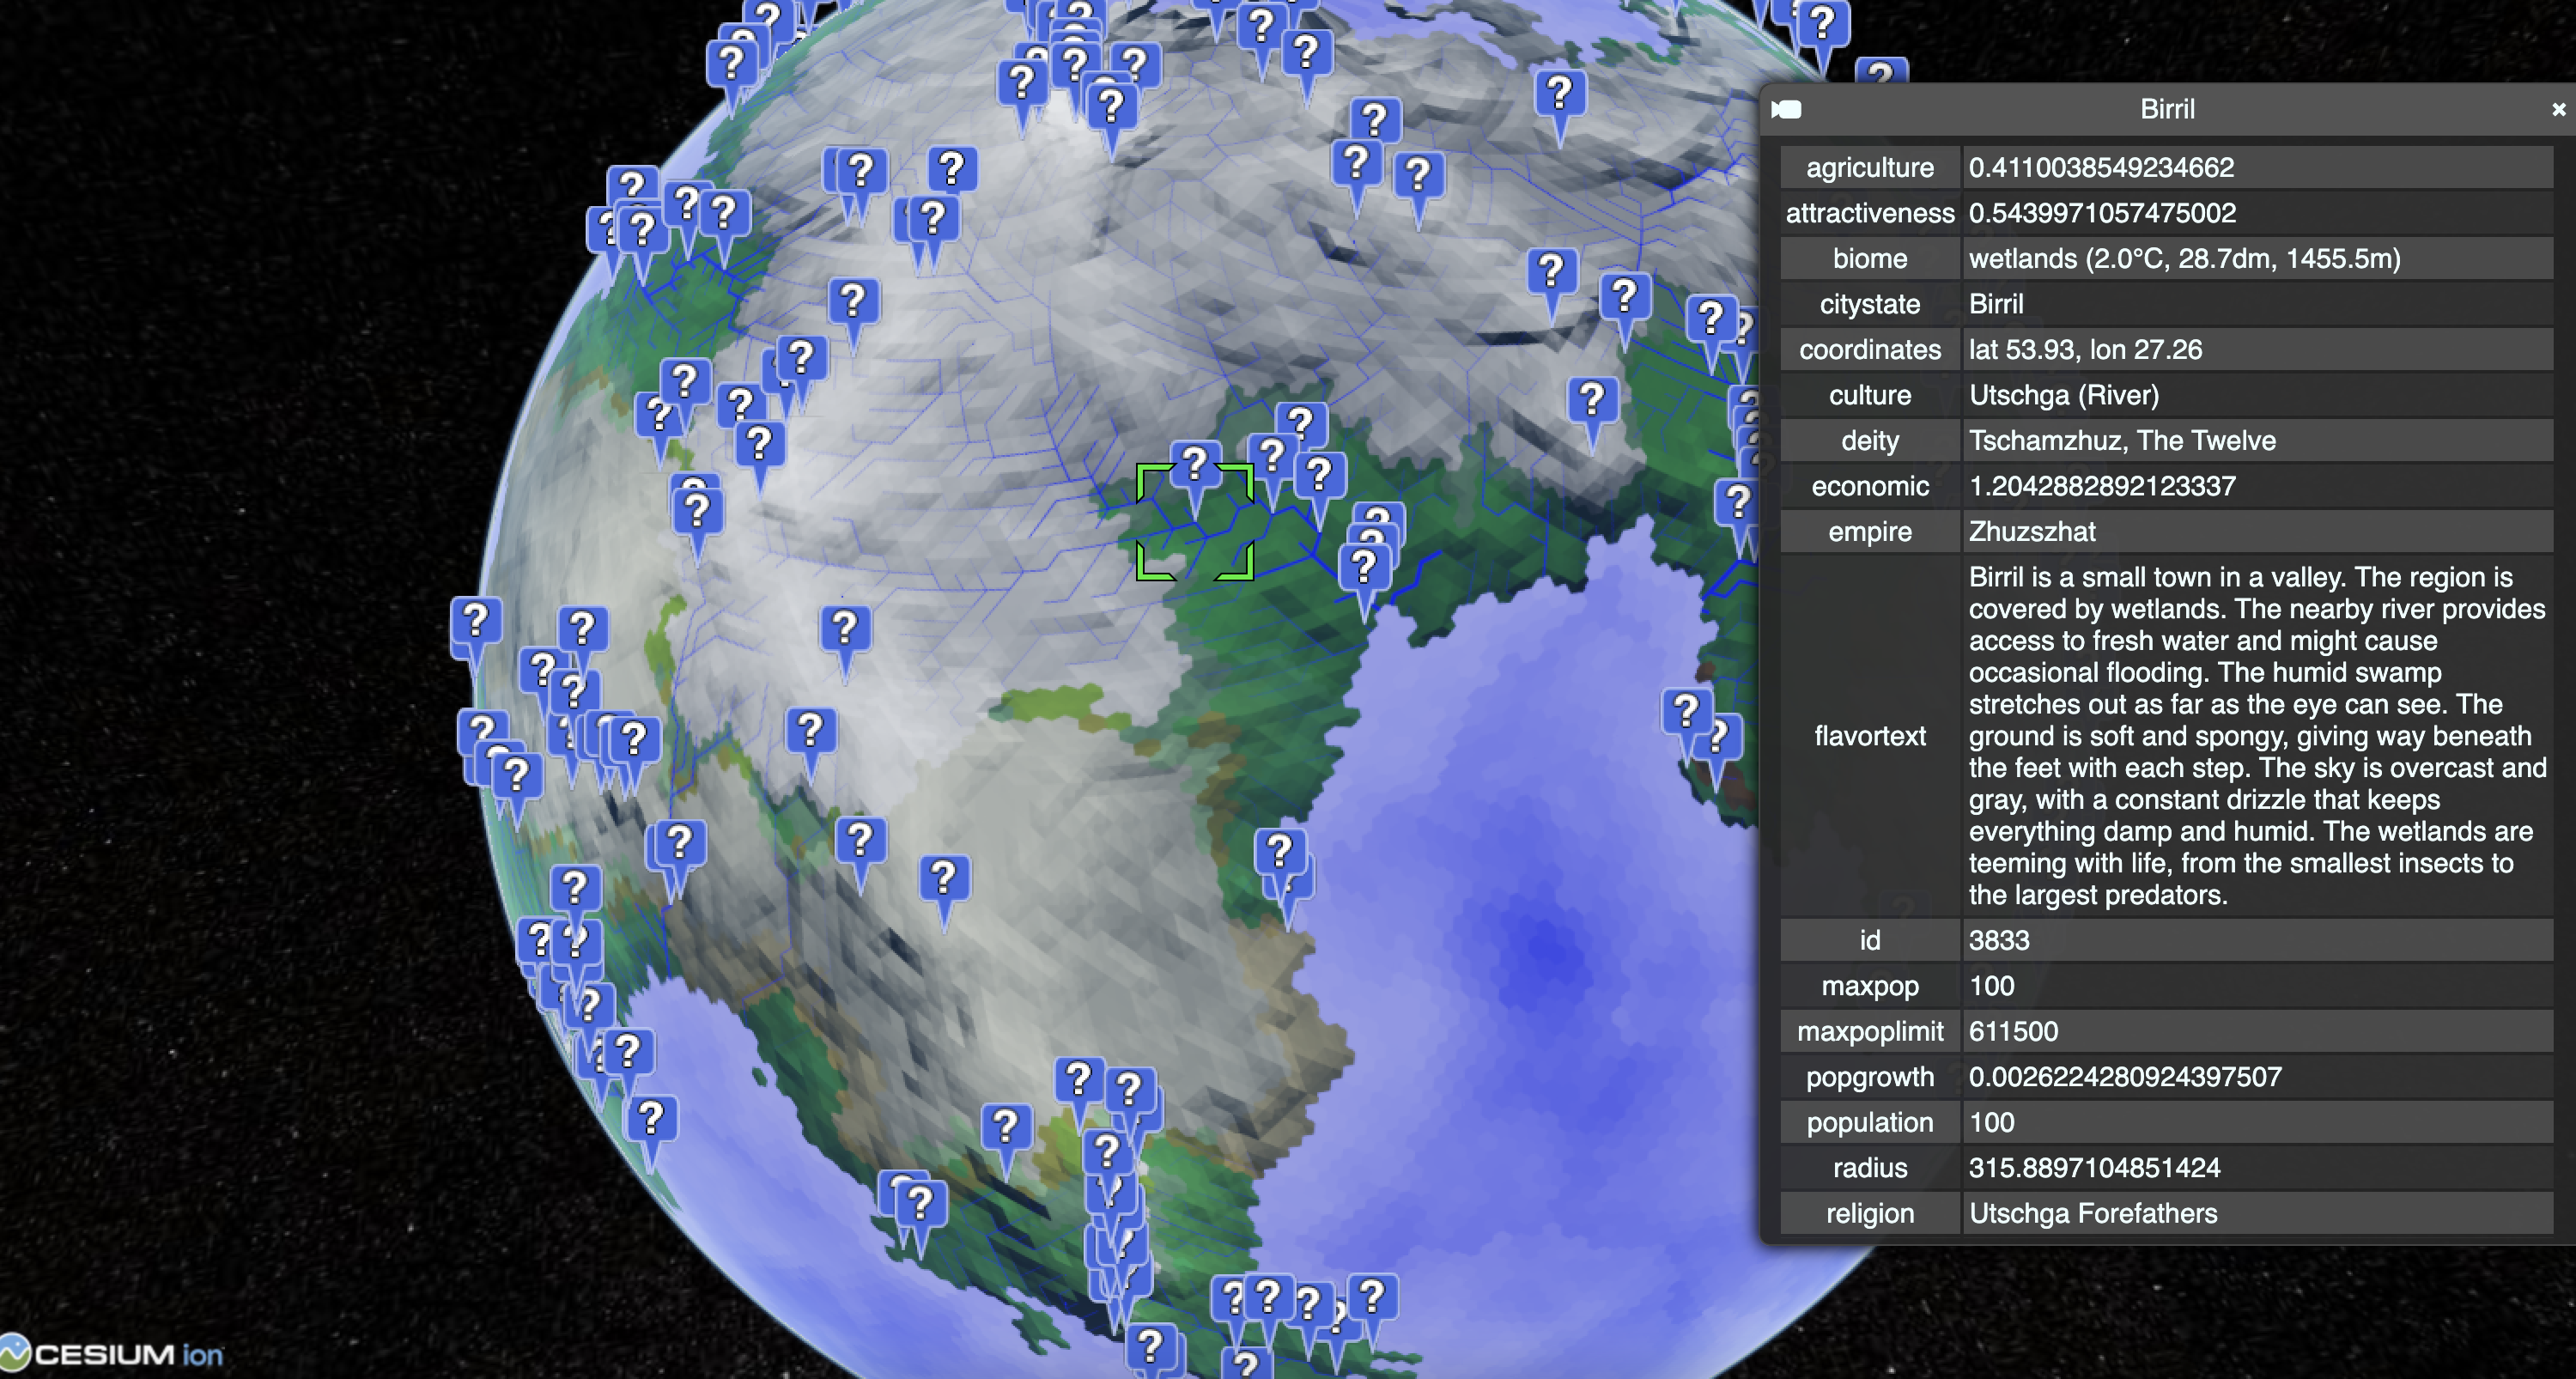 Birril
agriculture 0.4110038549234662
attractiveness 0.5439971057475002
biome wetlands (2.0°C, 28.7dm, 1455.5m)
citystate Birril
coordinates lat 53.93, lon 27.26
culture Utschga (River)
deity Tschamzhuz, The Twelve
economic 1.2042882892123337
empire Zhuzszhat
flavortext
Birril is a small town in a valley. The region is
covered by wetlands. The nearby river provides
access to fresh water and might cause
occasional flooding. The humid swamp
stretches out as far as the eye can see. The
ground is soft and spongy, giving way beneath
the feet with each step. The sky is overcast and
gray, with a constant drizzle that keeps
everything damp and humid. The wetlands are
teeming with life, from the smallest insects to
the largest predators.
id 3833
maxpop 100
maxpoplimit 611500
popgrowth 0.0026224280924397507
population 100
radius 315.8897104851424
religion Utschga Forefathers
CESIUM ion